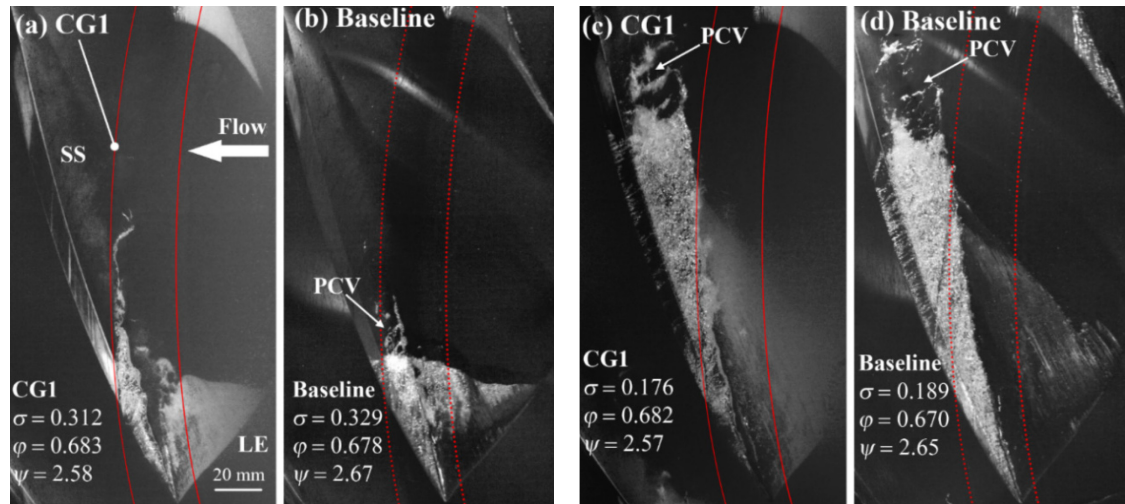 (a) CG1
SS
Flow
CG1
σ = 0.312
φ = 0.683
ψ = 2.58
LE
20 mm
(b) Baseline
PCV
Baseline
σ = 0.329
φ = 0.678
ψ = 2.67
(c) CG1
PCV
CG1
σ = 0.176
φ = 0.682
ψ = 2.57
(d) Baseline
PCV
Baseline
σ = 0.189
φ = 0.670
ψ = 2.65